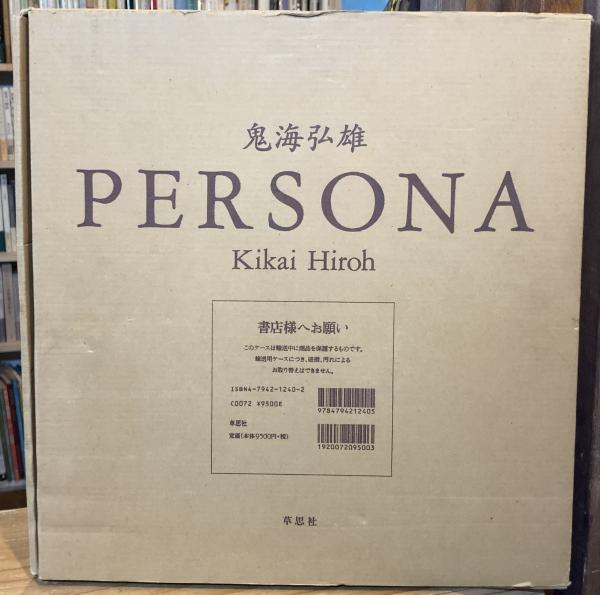 鬼海弘雄
PERSONA
Kikai Hiroh
書店様へお願い
このケースは輸送中に商品を保護するものです。
輸送用ケースにつき、破損、汚れによる
お取り替えはできません。
ISBN4-7942-1240-2
C0072 ¥9500E
草思社
定価(本体9500円+税)
9784794212405
1920072095003
草思社